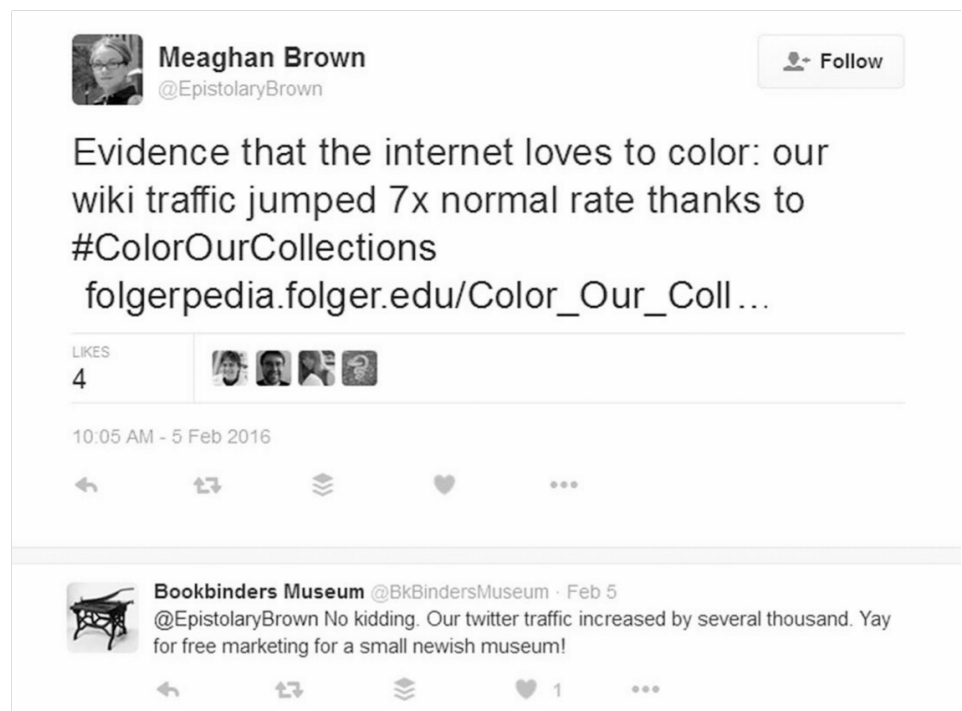 Meaghan Brown
@EpistolaryBrown
Follow
Evidence that the internet loves to color: our
wiki traffic jumped 7x normal rate thanks to
#ColorOurCollections
folgerpedia.folger.edu/Color_Our_Coll…
LIKES
4
10:05 AM - 5 Feb 2016
Bookbinders Museum @BkBindersMuseum · Feb 5
@EpistolaryBrown No kidding. Our twitter traffic increased by several thousand. Yay
for free marketing for a small newish museum!
1